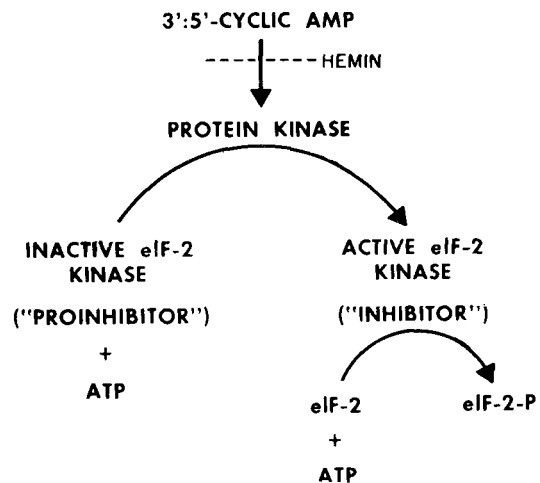 3':5'-CYCLIC AMP
HEMIN
PROTEIN KINASE
INACTIVE eIF-2
KINASE
("PROINHIBITOR")
+
ATP
ACTIVE eIF-2
KINASE
("INHIBITOR")
eIF-2
+
ATP
eIF-2-P